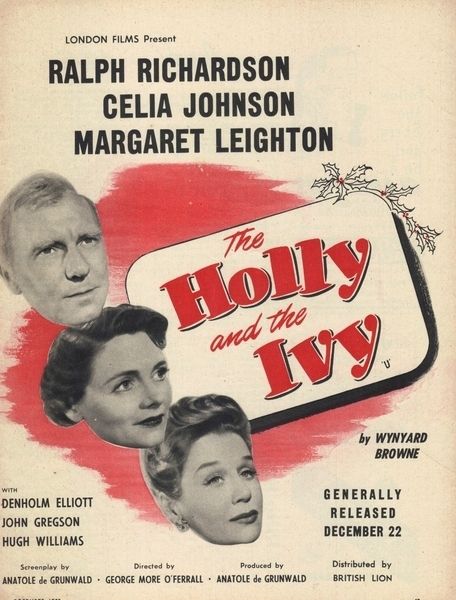 LONDON FILMS Present
RALPH RICHARDSON
CELIA JOHNSON
MARGARET LEIGHTON
The
Holly
and the
Ivy
'U'
by WYNYARD
BROWNE
WITH
DENHOLM ELLIOTT
JOHN GREGSON
HUGH WILLIAMS
GENERALLY
RELEASED
DECEMBER 22
Screenplay by
ANATOLE de GRUNWALD
Directed by
GEORGE MORE O'FERRALL
Produced by
ANATOLE de GRUNWALD
Distributed by
BRITISH LION